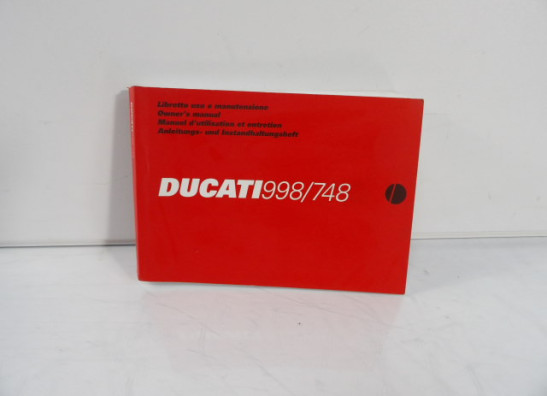 Libretto uso e manutenzione
Owner's manual
Manuel d'utilisation et entretien
Anleitungs- und Instandhaltungsheft
DUCATI998/748